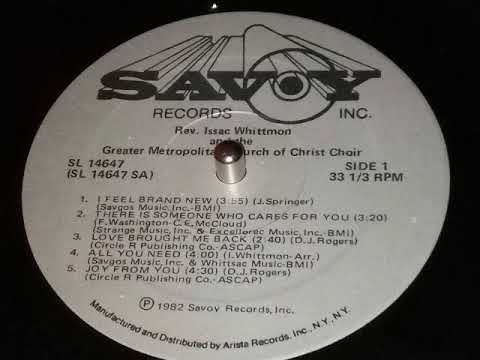 SAVOY
RECORDS INC.
Rev. Issac Whittmon
and the
Greater Metropolitan Church of Christ Choir
SL 14647 SIDE 1
(SL 14647 SA) 33 1/3 RPM
1. I FEEL BRAND NEW (3:55) (J.Springer)
(Savgos Music, Inc.-BMI)
2. THERE IS SOMEONE WHO CARES FOR YOU (3:20)
(F.Washington-C.E.McCloud)
(Strange Music, Inc. & Excellorec Music, Inc.-BMI)
3. LOVE BROUGHT ME BACK (2:40) (D.J.Rogers)
(Circle R Publishing Co.-ASCAP)
4. ALL YOU NEED (4:00) (I.Whittmon-Arr.)
(Savgos Music, Inc. & Whittsac Music-BMI)
5. JOY FROM YOU (4:30) (D.J.Rogers)
(Circle R Publishing Co.-ASCAP)
Ⓟ 1982 Savoy Records, Inc.
Manufactured and Distributed by Arista Records, Inc., N.Y., N.Y.